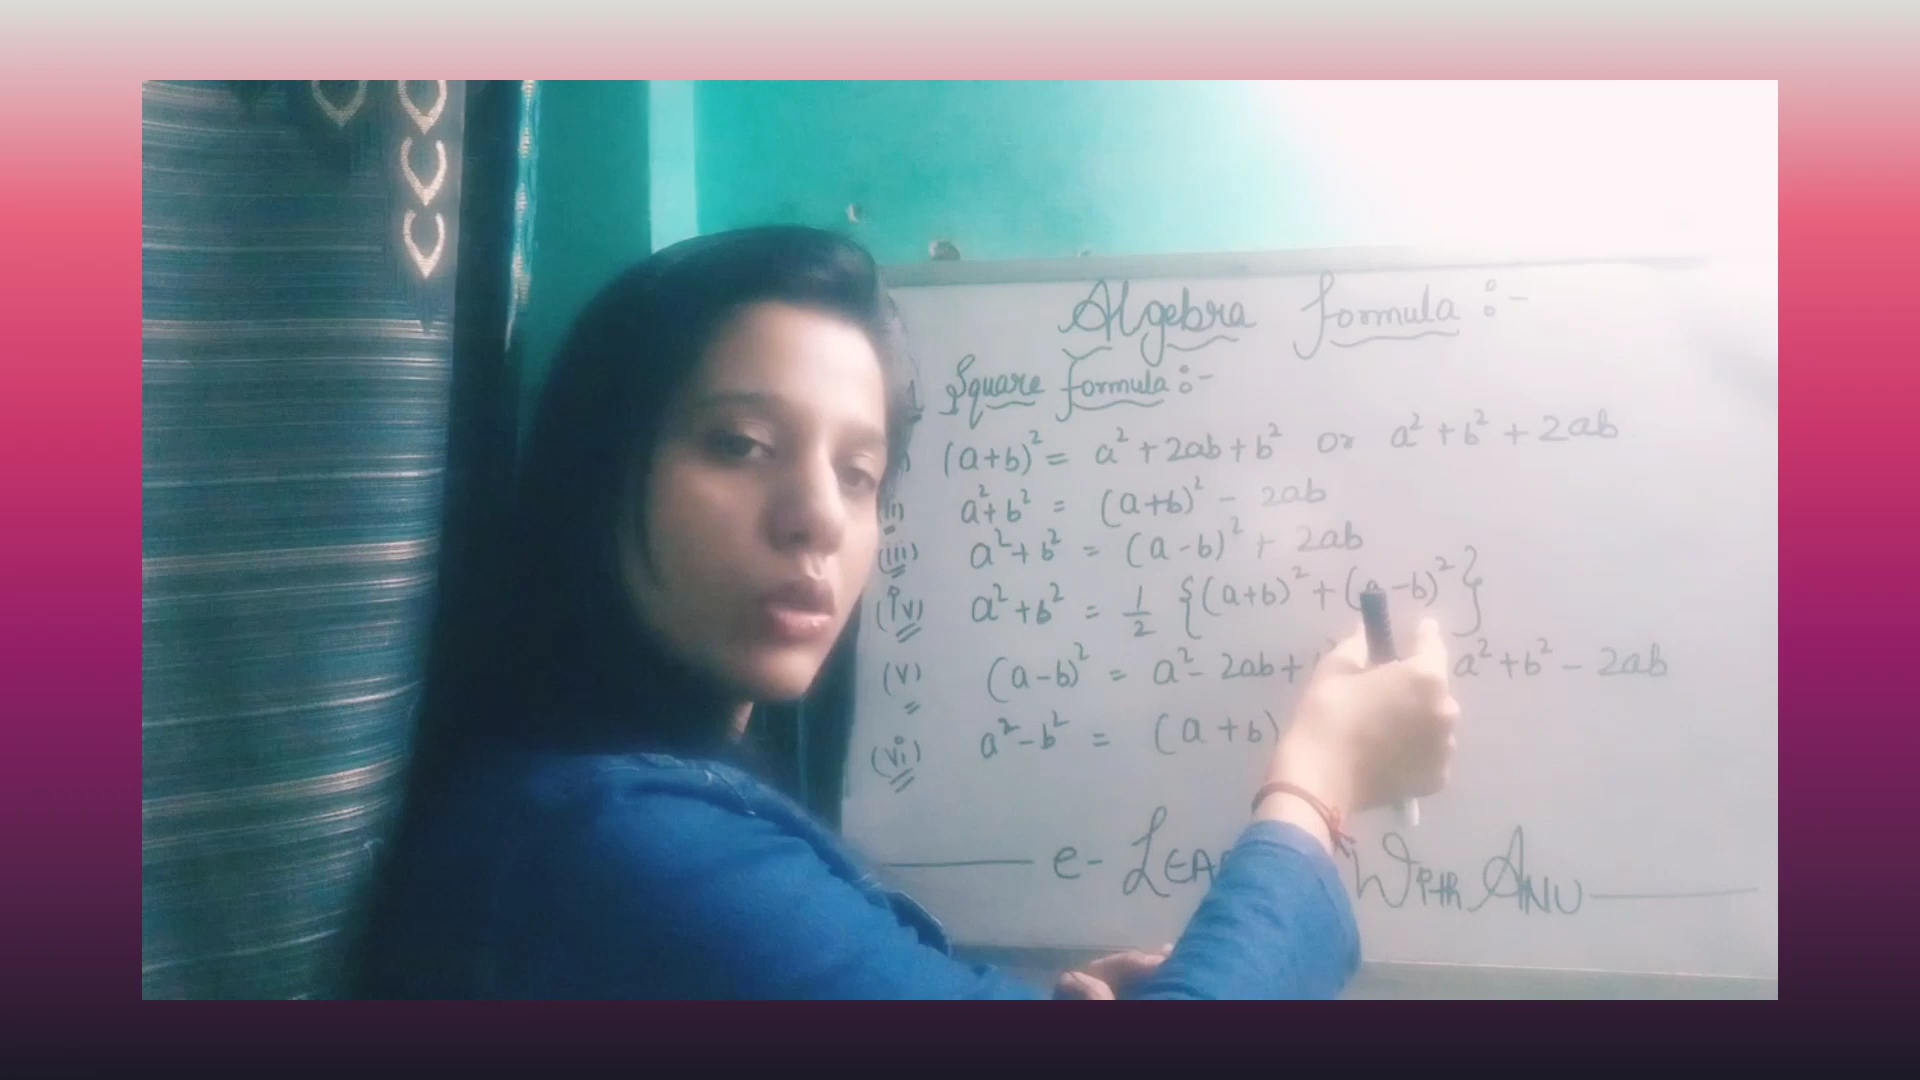 Algebra formula :-
Square formula :-
(a+b)² = a² + 2ab + b² or a² + b² + 2ab
a² + b² = (a+b)² - 2ab
(iii) a² + b² = (a-b)² + 2ab
(iv) a² + b² = 1/2 {(a+b)² + (a-b)²}
(v) (a-b)² = a² - 2ab + a² + b² - 2ab
(vi) a² - b² = (a+b)
e- With Anu